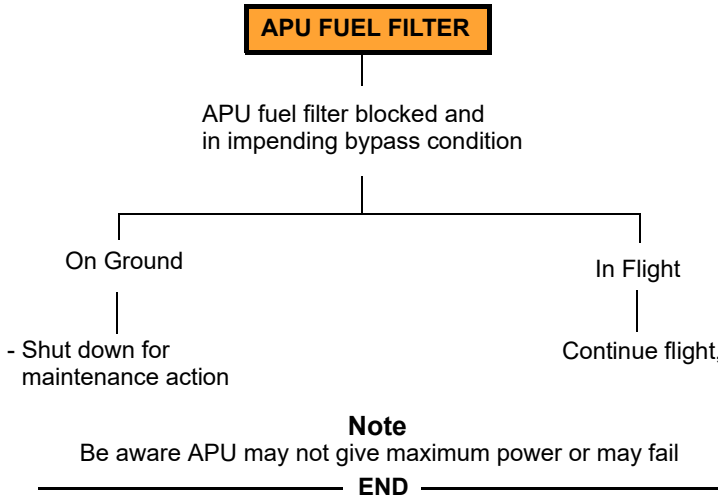 APU FUEL FILTER
APU fuel filter blocked and
in impending bypass condition
On Ground
In Flight
- Shut down for
maintenance action
Continue flight,
Note
Be aware APU may not give maximum power or may fail
END